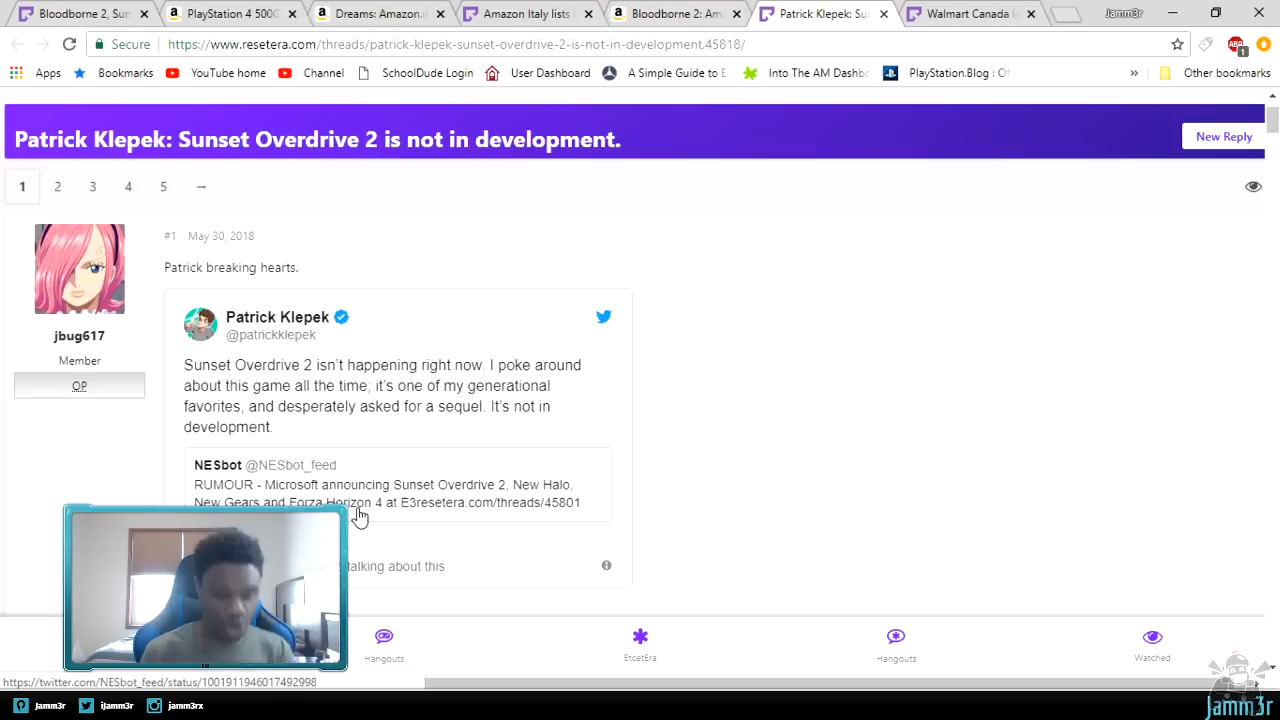 Bloodborne 2, Sun
PlayStation 4 500G
Dreams: Amazon.uk
Amazon Italy lists
Bloodborne 2: Am
Patrick Klepek: Su
Walmart Canada l
Jamm3r
Secure
https://www.resetera.com/threads/patrick-klepek-sunset-overdrive-2-is-not-in-development.45818/
ABP
1
Apps
Bookmarks
YouTube home
Channel
SchoolDude Login
User Dashboard
A Simple Guide to E
Into The AM Dashb
PlayStation.Blog : Of
»
Other bookmarks
Patrick Klepek: Sunset Overdrive 2 is not in development.
New Reply
1 2 3 4 5 →
#1 May 30, 2018
Patrick breaking hearts.
jbug617
Member
OP
Patrick Klepek
@patrickklepek
Sunset Overdrive 2 isn't happening right now. I poke around
about this game all the time; it's one of my generational
favorites, and desperately asked for a sequel. It's not in
development.
NESbot @NESbot_feed
RUMOUR - Microsoft announcing Sunset Overdrive 2, New Halo,
New Gears and Forza Horizon 4 at E3resetera.com/threads/45801
talking about this
Hangouts
EtcetEra
Hangouts
Watched
https://twitter.com/NESbot_feed/status/1001911946017492998
Jamm3r
iJamm3r
jamm3rx
Jamm3r